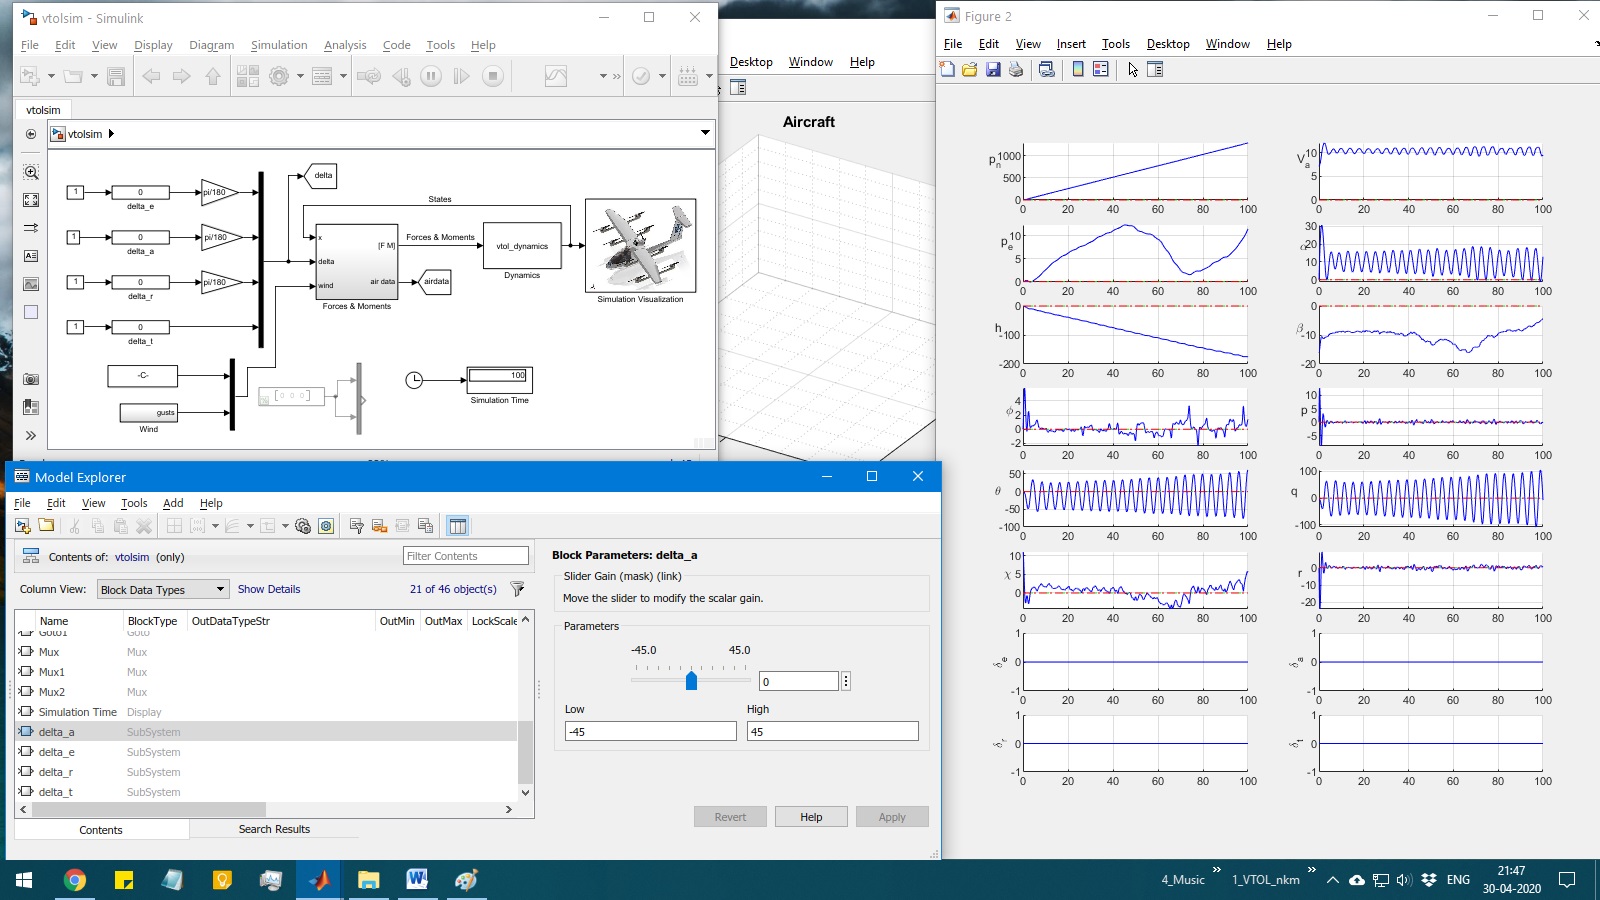 vtolsim - Simulink
File Edit View Display Diagram Simulation Analysis Code Tools Help
vtolsim
vtolsim
delta
1 0 pi/180
delta_e
1 0 pi/180
delta_a
1 0 pi/180
delta_r
1 0
delta_t
-C-
gusts
Wind
[0 0 0]
States
x
delta
wind
[F M]
air data
Forces & Moments
Forces & Moments
airdata
vtol_dynamics
Dynamics
Simulation Visualization
100
Simulation Time
Desktop Window Help
Aircraft
Figure 2
File Edit View Insert Tools Desktop Window Help
pn
1000
500
0
0 20 40 60 80 100
Va
10
5
0
0 20 40 60 80 100
pe
10
5
0
0 20 40 60 80 100
α
30
20
10
0
0 20 40 60 80 100
h
0
-100
-200
0 20 40 60 80 100
β
0
-10
-20
0 20 40 60 80 100
ϕ
4
2
0
-2
0 20 40 60 80 100
p
10
5
0
-5
0 20 40 60 80 100
θ
50
0
-50
-100
0 20 40 60 80 100
q
100
0
-100
0 20 40 60 80 100
χ
10
5
0
0 20 40 60 80 100
r
0
-10
-20
0 20 40 60 80 100
δe
1
0
-1
0 20 40 60 80 100
δa
1
0
-1
0 20 40 60 80 100
δr
1
0
-1
0 20 40 60 80 100
δt
1
0
-1
0 20 40 60 80 100
Model Explorer
File Edit View Tools Add Help
Contents of: vtolsim (only)
Filter Contents
Column View: Block Data Types Show Details 21 of 46 object(s)
Name BlockType OutDataTypeStr OutMin OutMax LockScale
Goto1 Goto
Mux Mux
Mux1 Mux
Mux2 Mux
Simulation Time Display
delta_a SubSystem
delta_e SubSystem
delta_r SubSystem
delta_t SubSystem
Contents Search Results
Block Parameters: delta_a
Slider Gain (mask) (link)
Move the slider to modify the scalar gain.
Parameters
-45.0 45.0
0
Low High
-45 45
Revert Help Apply
4_Music » 1_VTOL_nkm » ENG
21:47
30-04-2020